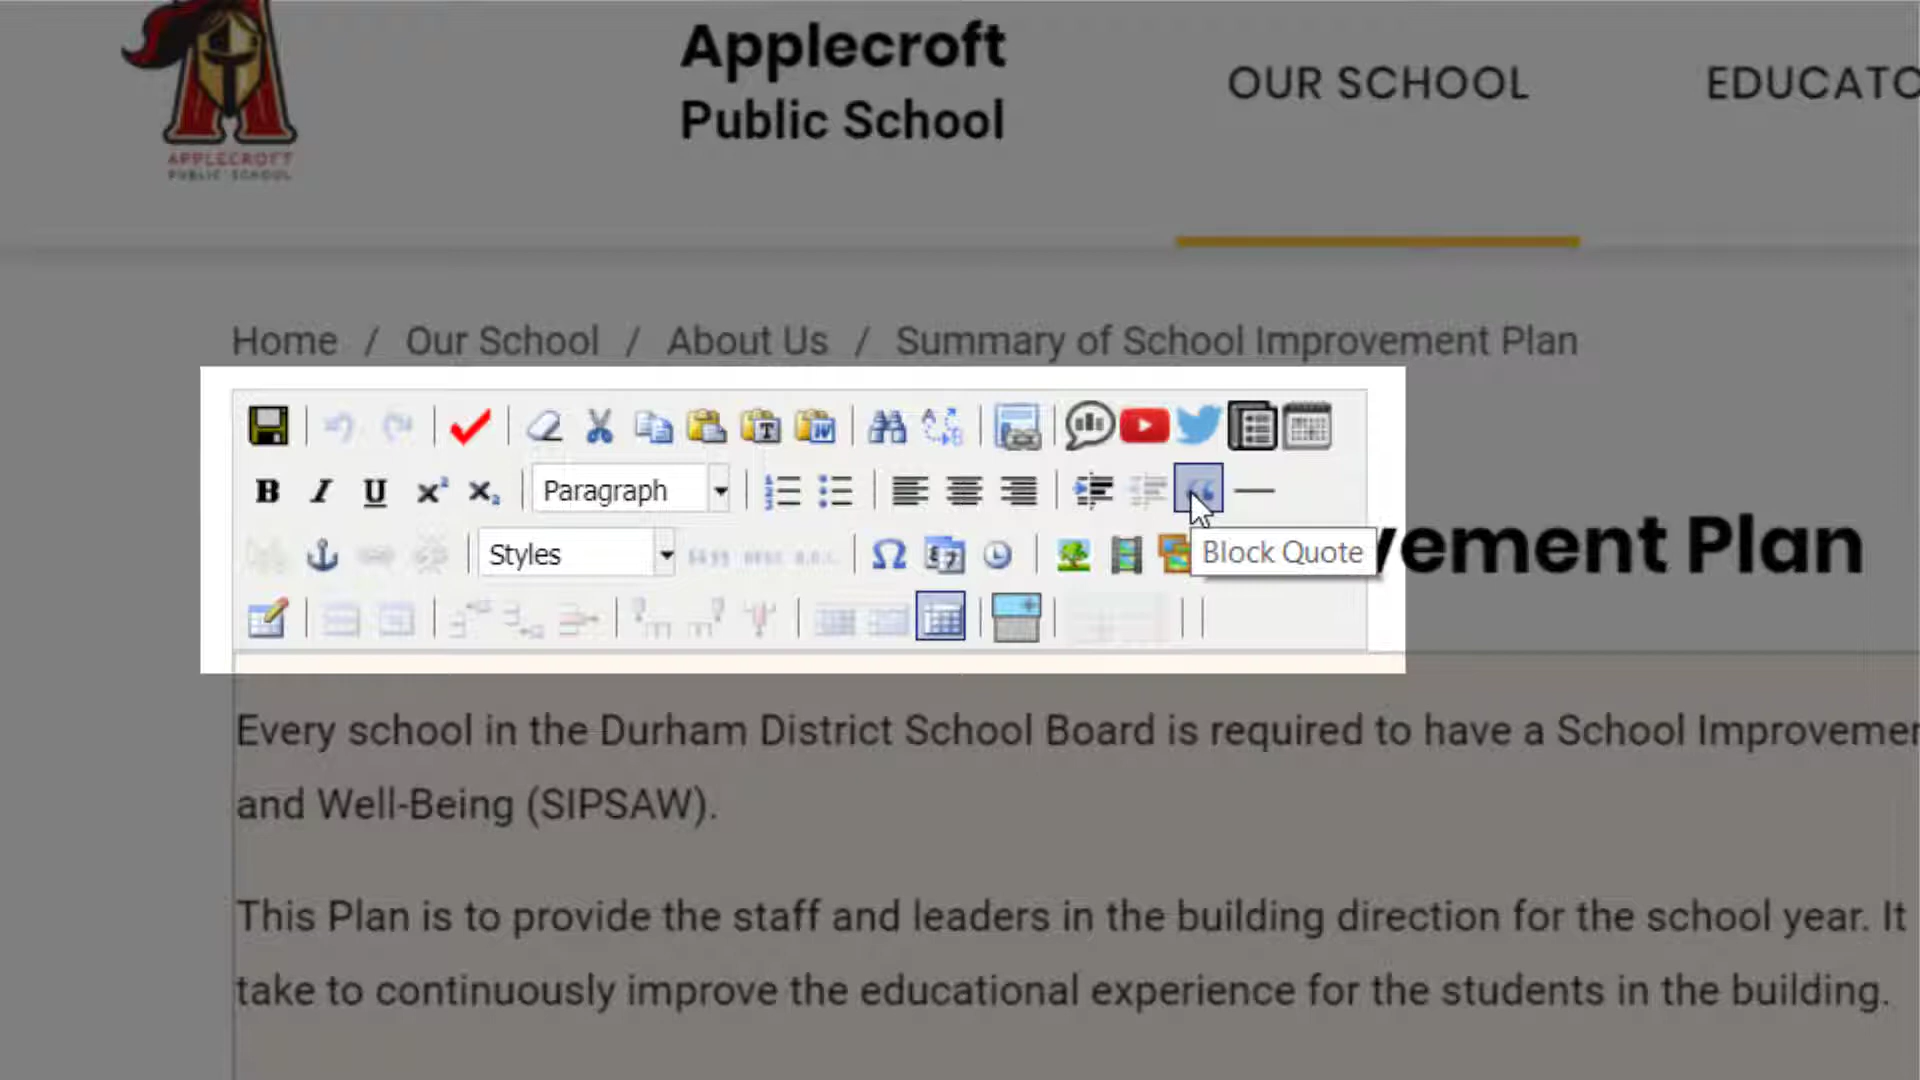 Applecroft
Public School
OUR SCHOOL
EDUCATO
APPLECROFT
PUBLIC SCHOOL
Home / Our School / About Us / Summary of School Improvement Plan
B I U x² x₂ Paragraph
Styles
Block Quote
vement Plan
Every school in the Durham District School Board is required to have a School Improvemen
and Well-Being (SIPSAW).
This Plan is to provide the staff and leaders in the building direction for the school year. It
take to continuously improve the educational experience for the students in the building.